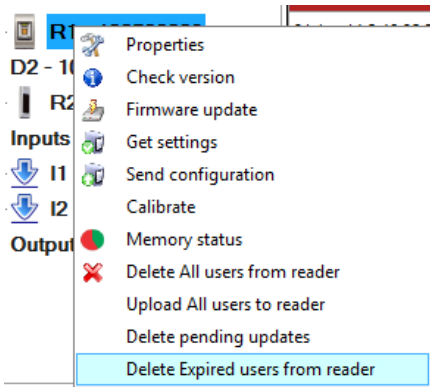 R1
Properties
D2 - 10
Check version
R2
Firmware update
Inputs
Get settings
I1
Send configuration
I2
Calibrate
Output
Memory status
Delete All users from reader
Upload All users to reader
Delete pending updates
Delete Expired users from reader